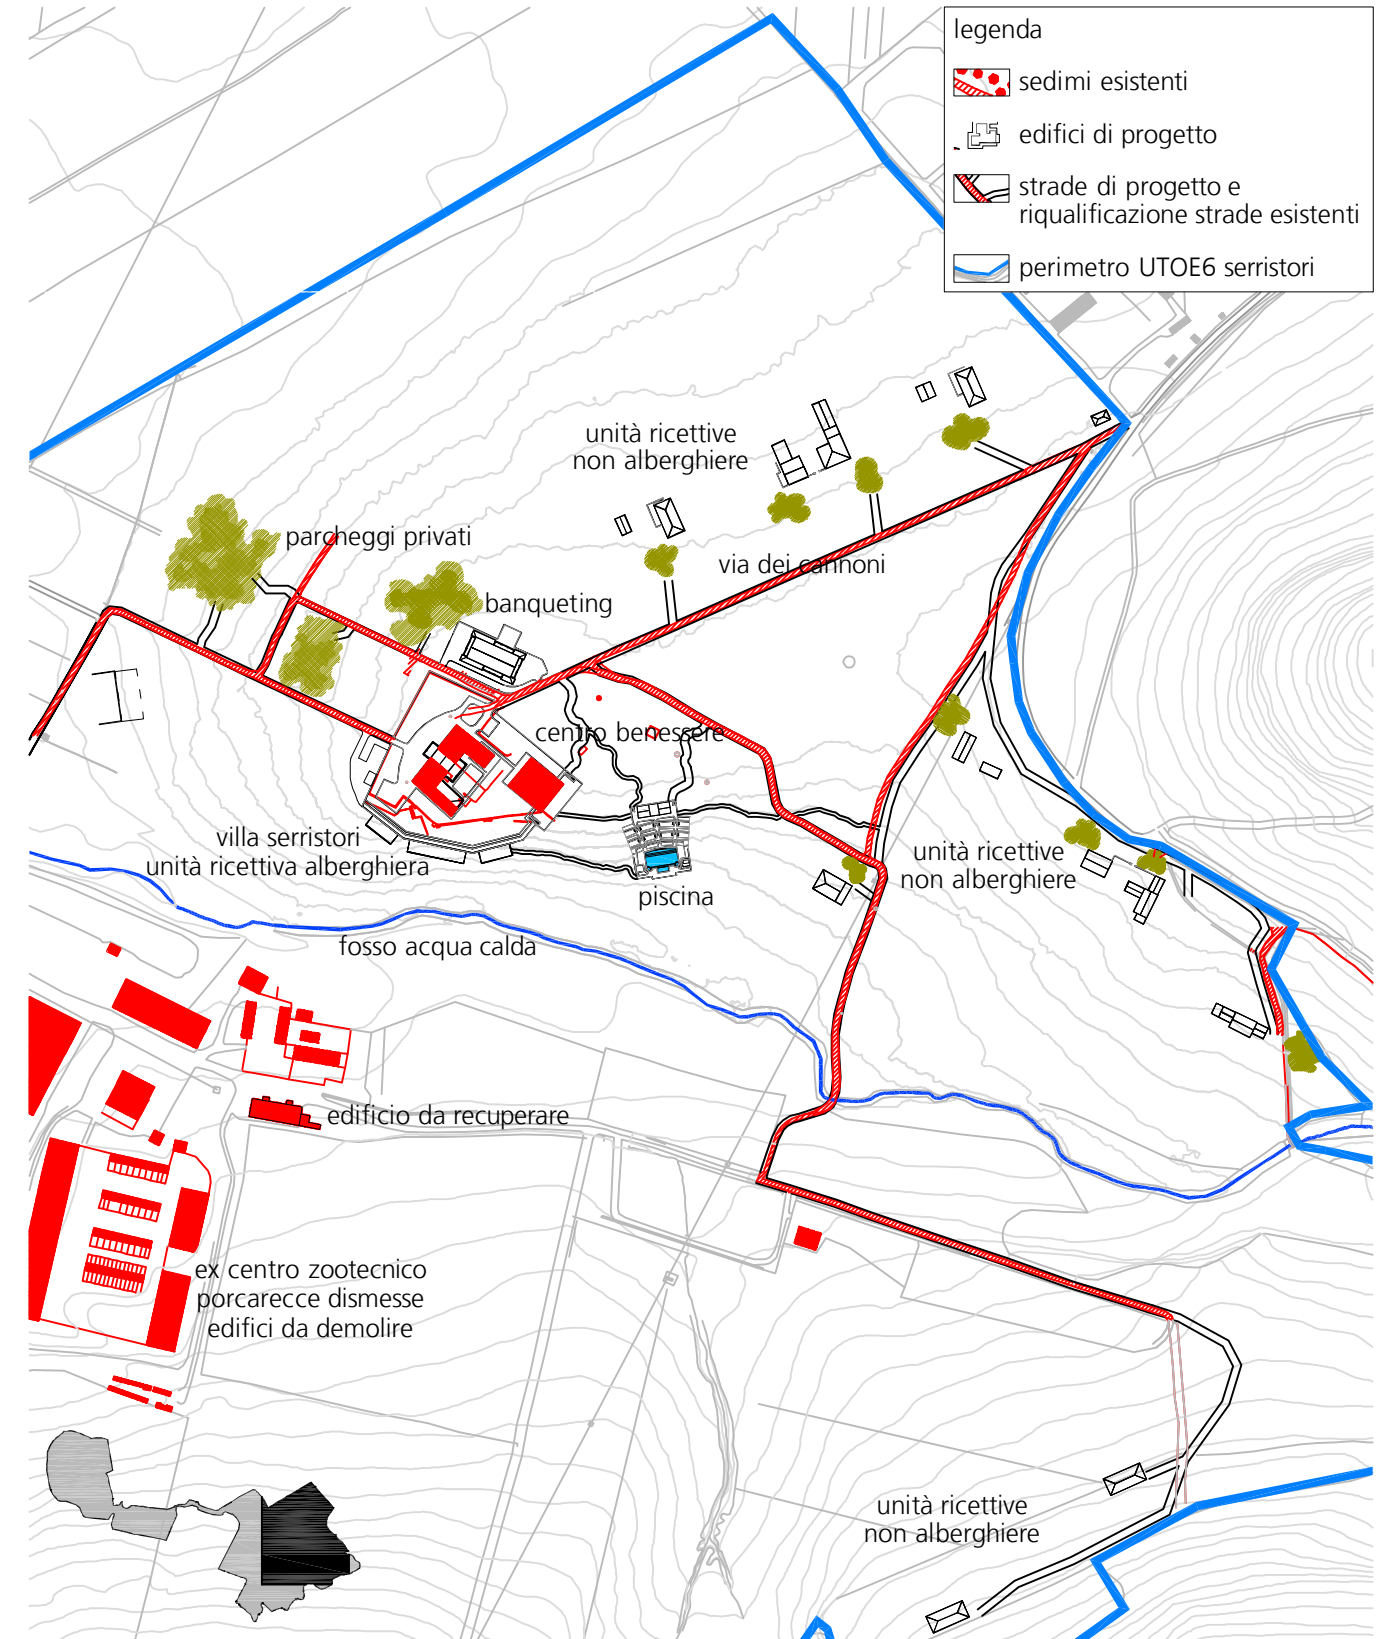 legenda
sedimi esistenti
edifici di progetto
strade di progetto e
riqualificazione strade esistenti
perimetro UTOE6 serristori
unità ricettive
non alberghiere
parcheggi privati
via dei cannoni
banqueting
centro benessere
villa serristori
unità ricettiva alberghiera
unità ricettive
non alberghiere
piscina
fosso acqua calda
edificio da recuperare
ex centro zootecnico
porcarecce dismesse
edifici da demolire
unità ricettive
non alberghiere